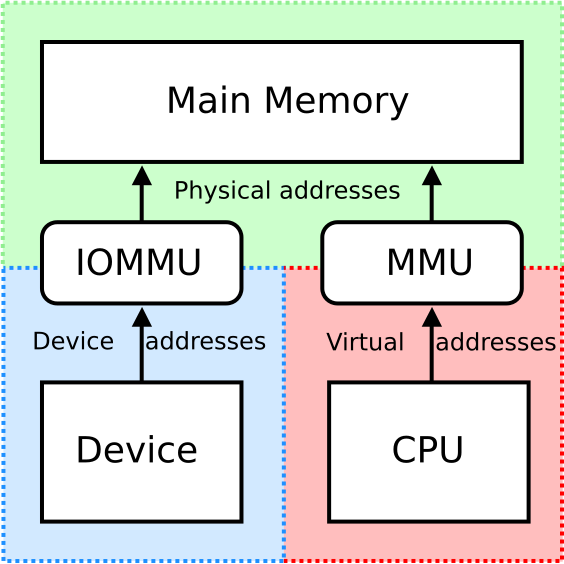 Main Memory
Physical addresses
IOMMU
MMU
Device addresses
Virtual addresses
Device
CPU